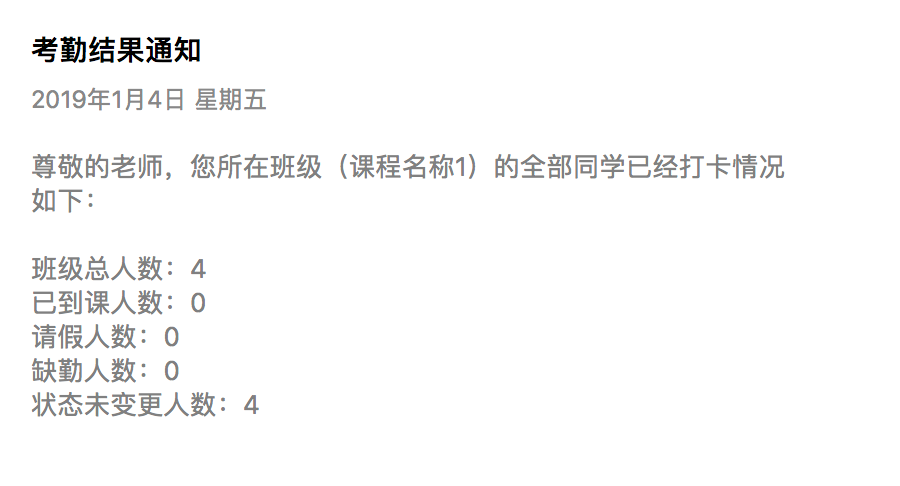 考勤结果通知
2019年1月4日 星期五
尊敬的老师，您所在班级（课程名称1）的全部同学已经打卡情况
如下：
班级总人数：4
已到课人数：0
请假人数：0
缺勤人数：0
状态未变更人数：4